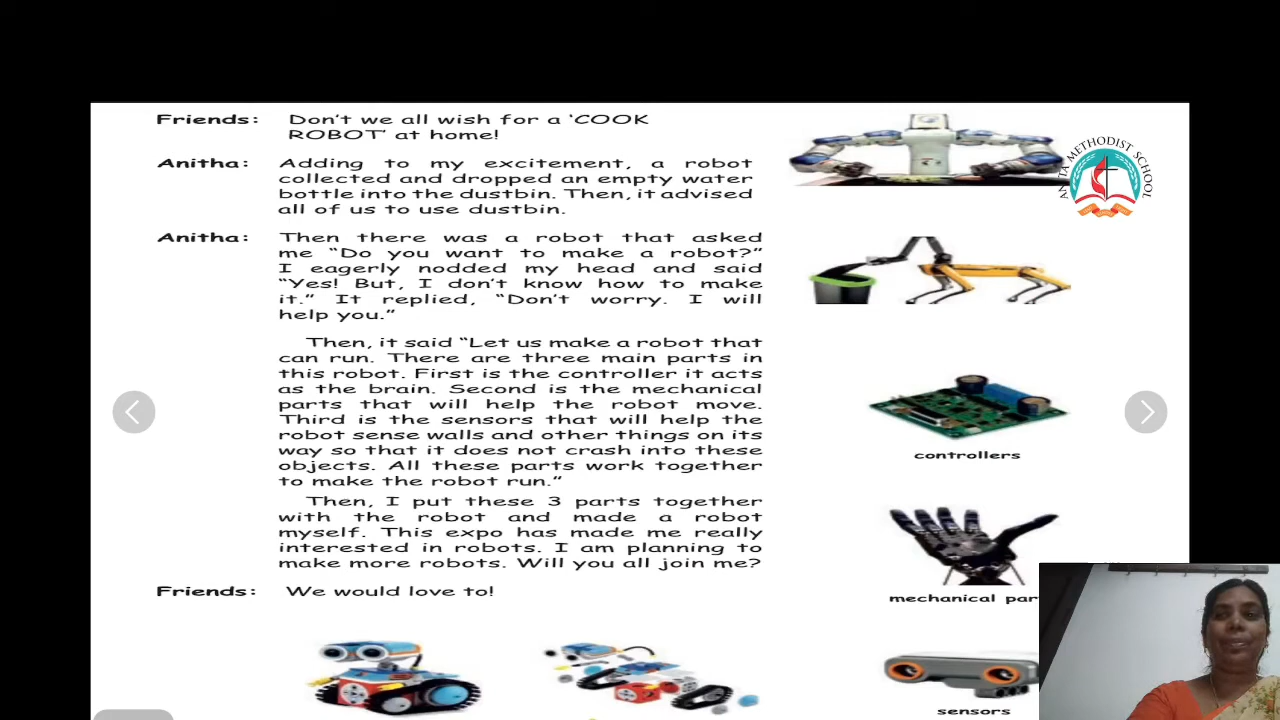 Friends: Don't we all wish for a 'COOK
ROBOT' at home!
Anitha: Adding to my excitement, a robot
collected and dropped an empty water
bottle into the dustbin. Then, it advised
all of us to use dustbin.
Anitha: Then there was a robot that asked
me "Do you want to make a robot?"
I eagerly nodded my head and said
"Yes! But, I don't know how to make
it." It replied, "Don't worry. I will
help you."
Then, it said "Let us make a robot that
can run. There are three main parts in
this robot. First is the controller it acts
as the brain. Second is the mechanical
parts that will help the robot move.
Third is the sensors that will help the
robot sense walls and other things on its
way so that it does not crash into these
objects. All these parts work together
to make the robot run."
Then, I put these 3 parts together
with the robot and made a robot
myself. This expo has made me really
interested in robots. I am planning to
make more robots. Will you all join me?
Friends: We would love to!
METHODIST SCHOOL
controllers
mechanical par
sensors